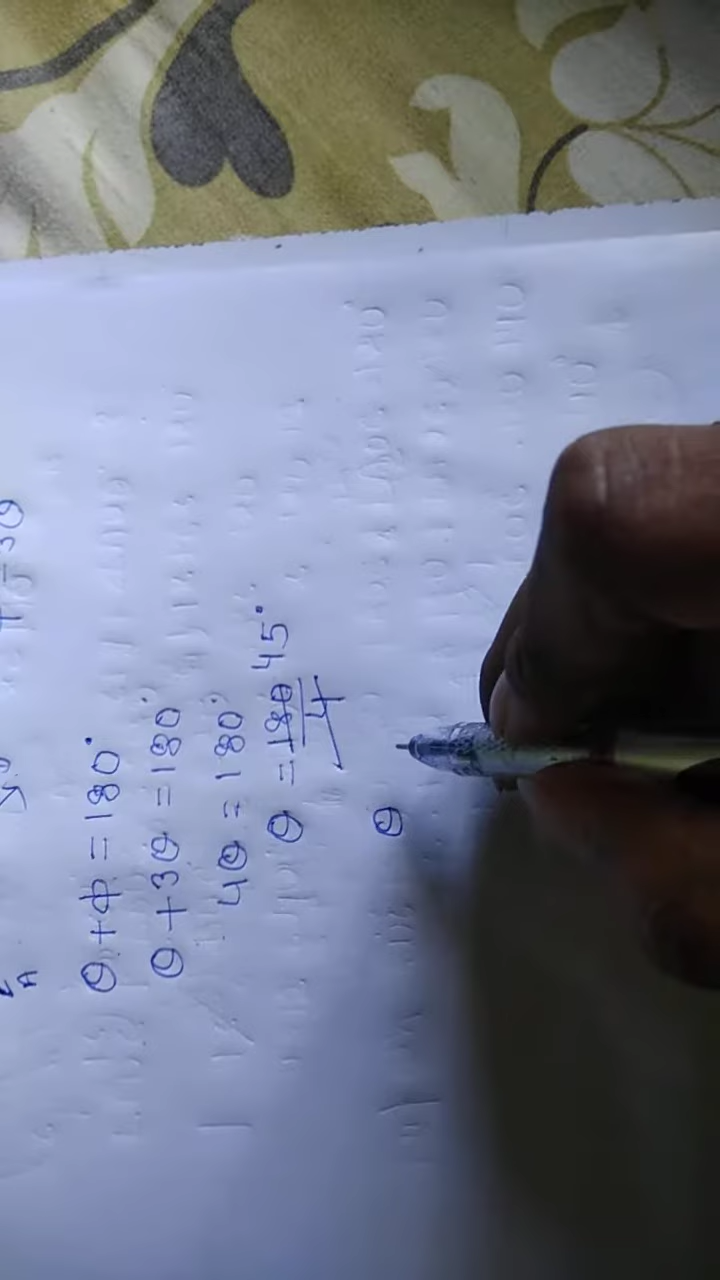 θ + ф = 180°
θ + 3θ = 180°
4θ = 180°
θ = 180 45°
4
θ